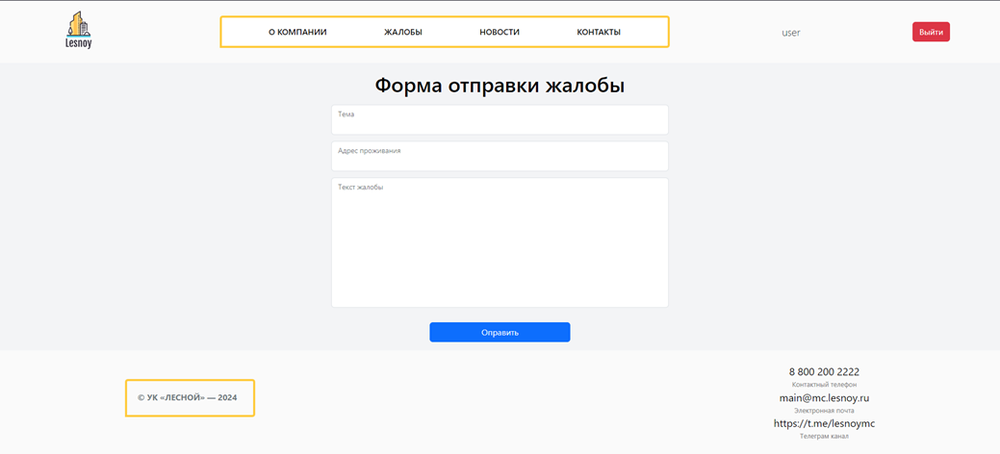 Lesnoy
О КОМПАНИИ ЖАЛОБЫ НОВОСТИ КОНТАКТЫ
user
Выйти
Форма отправки жалобы
Тема
Адрес проживания
Текст жалобы
Оправить
© УК «ЛЕСНОЙ» — 2024
8 800 200 2222
Контактный телефон
main@mc.lesnoy.ru
Электронная почта
https://t.me/lesnoymc
Телеграм канал